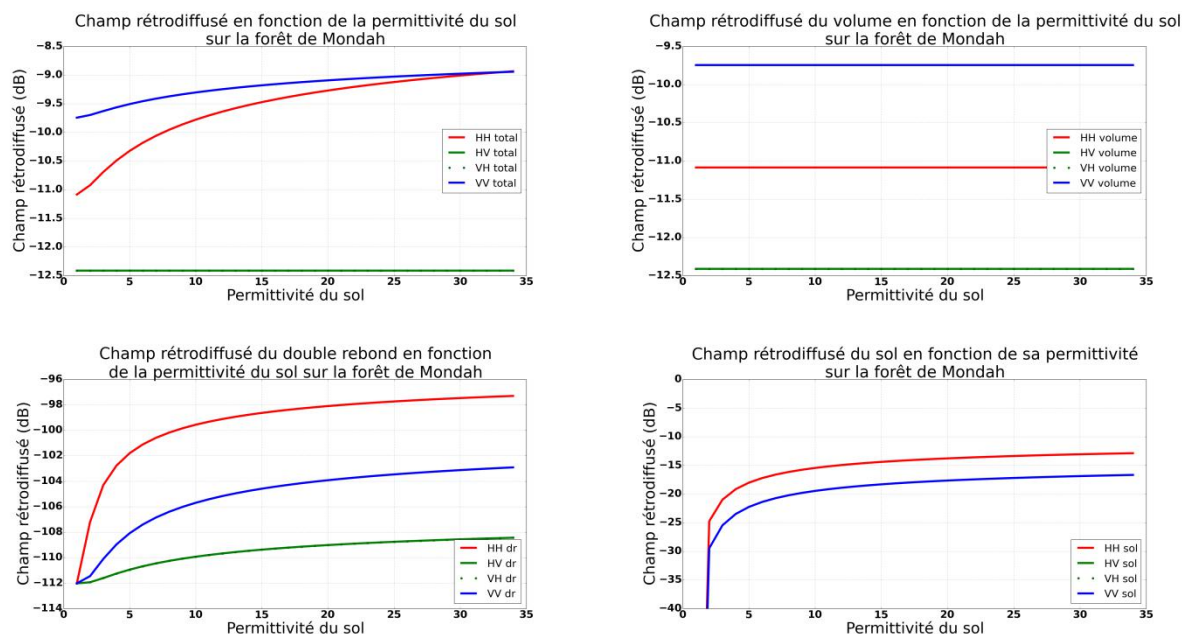 Champ rétrodiffusé en fonction de la permittivité du sol
sur la forêt de Mondah
Champ rétrodiffusé (dB)
−8.5
−9.0
−9.5
−10.0
−10.5
−11.0
−11.5
−12.0
−12.5
HH total
HV total
VH total
VV total
0 5 10 15 20 25 30 35
Permittivité du sol
Champ rétrodiffusé du volume en fonction de la permittivité du sol
sur la forêt de Mondah
Champ rétrodiffusé (dB)
−9.5
−10.0
−10.5
−11.0
−11.5
−12.0
−12.5
HH volume
HV volume
VH volume
VV volume
0 5 10 15 20 25 30 35
Permittivité du sol
Champ rétrodiffusé du double rebond en fonction
de la permittivité du sol sur la forêt de Mondah
Champ rétrodiffusé (dB)
−96
−98
−100
−102
−104
−106
−108
−110
−112
−114
HH dr
HV dr
VH dr
VV dr
0 5 10 15 20 25 30 35
Permittivité du sol
Champ rétrodiffusé du sol en fonction de sa permittivité
sur la forêt de Mondah
Champ rétrodiffusé (dB)
0
−5
−10
−15
−20
−25
−30
−35
−40
HH sol
HV sol
VH sol
VV sol
0 5 10 15 20 25 30 35
Permittivité du sol